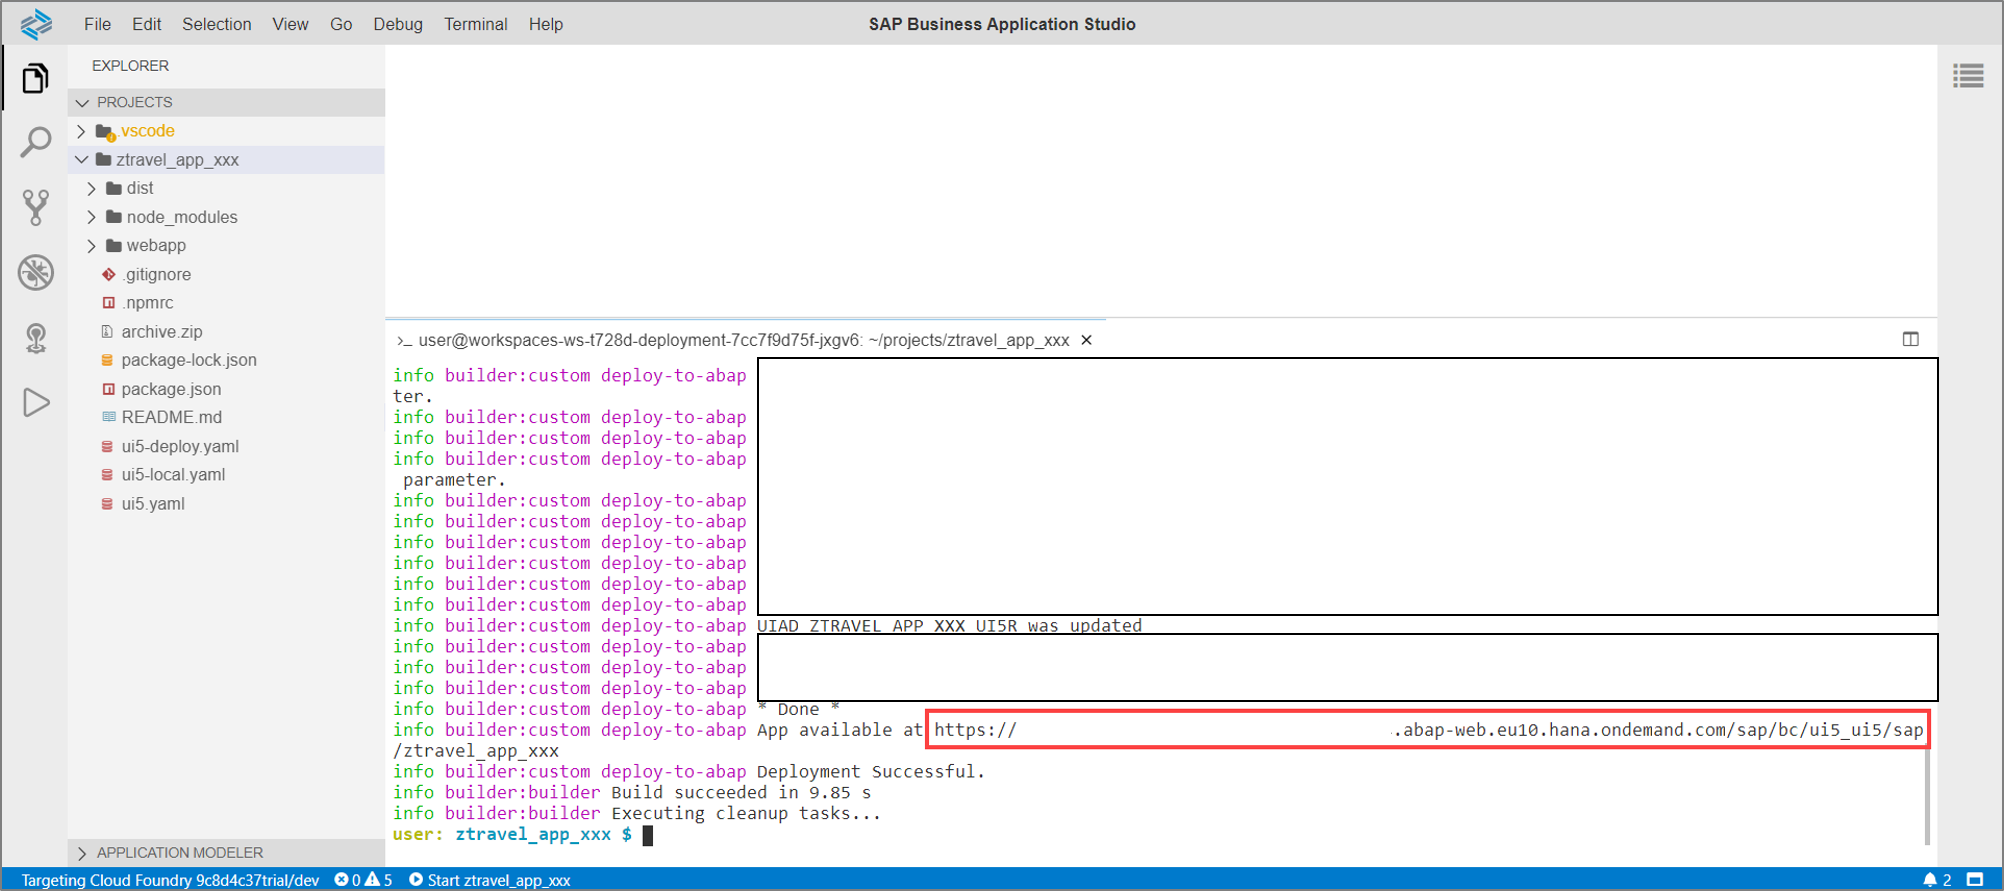 File Edit Selection View Go Debug Terminal Help
SAP Business Application Studio
EXPLORER
PROJECTS
.vscode
ztravel_app_xxx
dist
node_modules
webapp
.gitignore
.npmrc
archive.zip
package-lock.json
package.json
README.md
ui5-deploy.yaml
ui5-local.yaml
ui5.yaml
APPLICATION MODELER
>_ user@workspaces-ws-t728d-deployment-7cc7f9d75f-jxgv6: ~/projects/ztravel_app_xxx
info builder:custom deploy-to-abap
ter.
info builder:custom deploy-to-abap
info builder:custom deploy-to-abap
info builder:custom deploy-to-abap
parameter.
info builder:custom deploy-to-abap
info builder:custom deploy-to-abap
info builder:custom deploy-to-abap
info builder:custom deploy-to-abap
info builder:custom deploy-to-abap
info builder:custom deploy-to-abap
info builder:custom deploy-to-abap UIAD ZTRAVEL_APP_XXX_UI5R was updated
info builder:custom deploy-to-abap
info builder:custom deploy-to-abap
info builder:custom deploy-to-abap
info builder:custom deploy-to-abap * Done *
info builder:custom deploy-to-abap App available at https:// .abap-web.eu10.hana.ondemand.com/sap/bc/ui5_ui5/sap
/ztravel_app_xxx
info builder:custom deploy-to-abap Deployment Successful.
info builder:builder Build succeeded in 9.85 s
info builder:builder Executing cleanup tasks...
user: ztravel_app_xxx $
Targeting Cloud Foundry 9c8d4c37trial/dev 0 5 Start ztravel_app_xxx 2